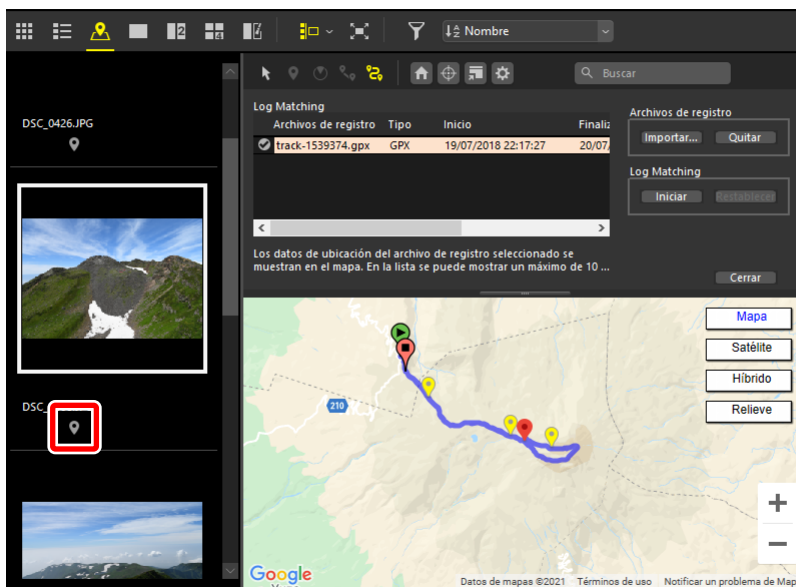 2
4
Nombre
Buscar
DSC_0426.JPG
DSC_
Log Matching
Archivos de registro Tipo Inicio Finaliz
track-1539374.gpx GPX 19/07/2018 22:17:27 20/07/
Los datos de ubicación del archivo de registro seleccionado se
muestran en el mapa. En la lista se puede mostrar un máximo de 10 ...
Archivos de registro
Importar... Quitar
Log Matching
Iniciar Restablecer
Cerrar
Mapa
Satélite
Híbrido
Relieve
210
Google
Datos de mapas ©2021 Términos de uso Notificar un problema de Map